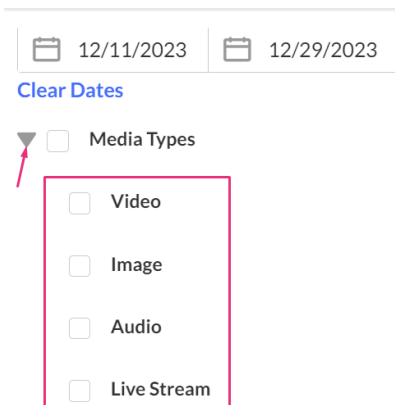 12/11/2023 12/29/2023
Clear Dates
Media Types
Video
Image
Audio
Live Stream